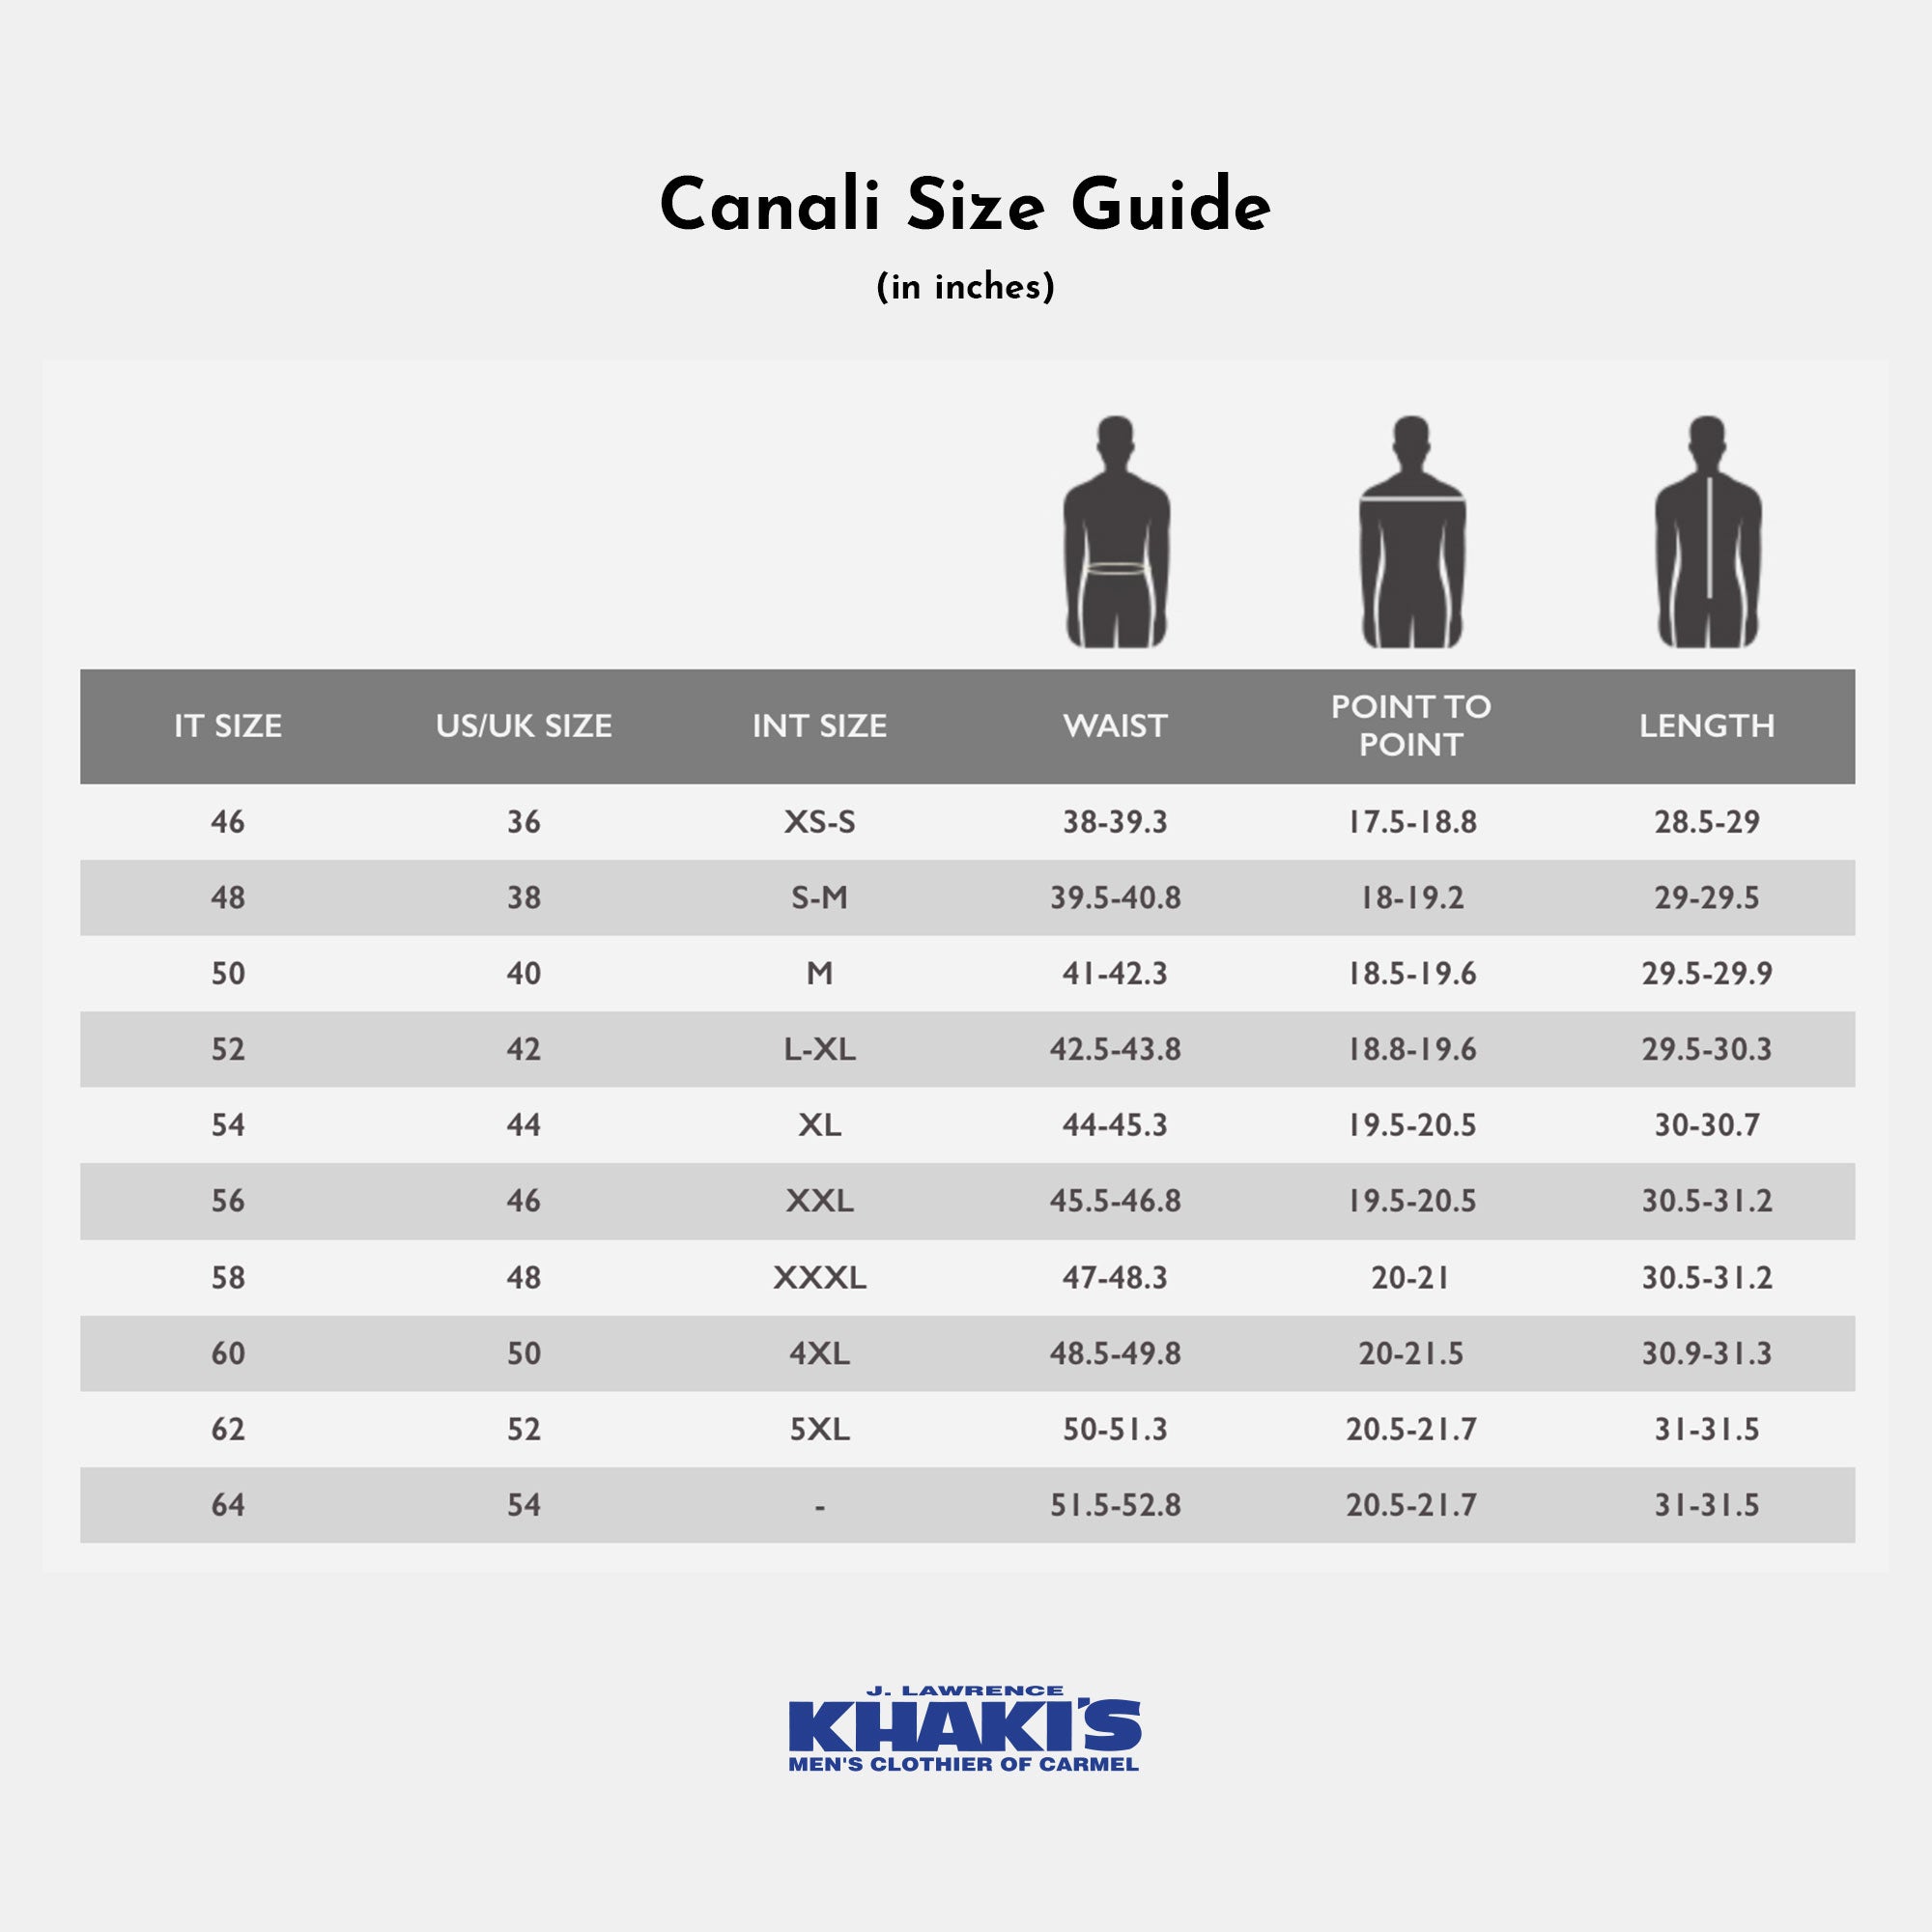 Canali Size Guide
(in inches)
IT SIZE US/UK SIZE INT SIZE WAIST POINT TO POINT LENGTH
46 36 XS-S 38-39.3 17.5-18.8 28.5-29
48 38 S-M 39.5-40.8 18-19.2 29-29.5
50 40 M 41-42.3 18.5-19.6 29.5-29.9
52 42 L-XL 42.5-43.8 18.8-19.6 29.5-30.3
54 44 XL 44-45.3 19.5-20.5 30-30.7
56 46 XXL 45.5-46.8 19.5-20.5 30.5-31.2
58 48 XXXL 47-48.3 20-21 30.5-31.2
60 50 4XL 48.5-49.8 20-21.5 30.9-31.3
62 52 5XL 50-51.3 20.5-21.7 31-31.5
64 54 - 51.5-52.8 20.5-21.7 31-31.5
J. LAWRENCE
KHAKI'S
MEN'S CLOTHIER OF CARMEL